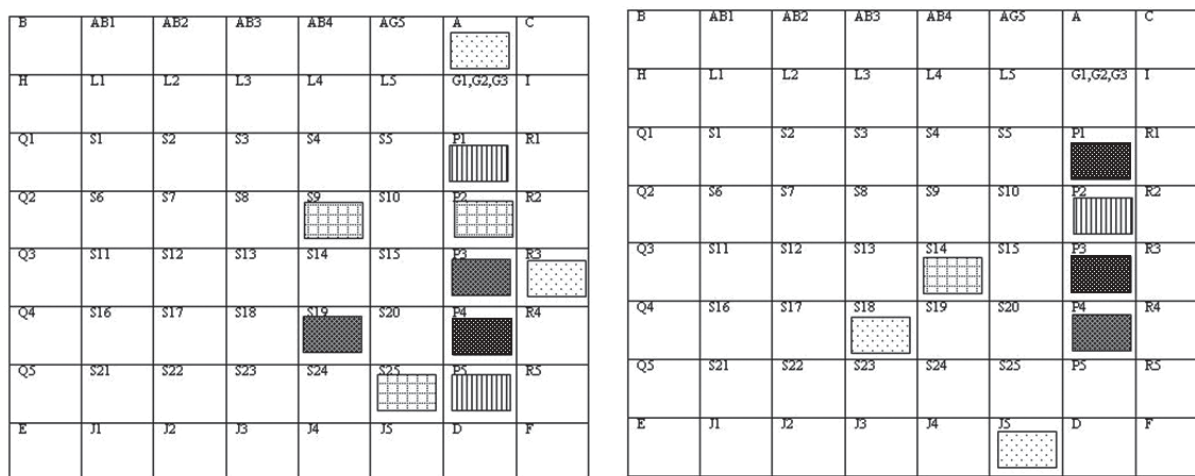 B AB1 AB2 AB3 AB4 AG5 A C
H L1 L2 L3 L4 L5 G1,G2,G3 I
Q1 S1 S2 S3 S4 S5 P1 R1
Q2 S6 S7 S8 S9 S10 P2 R2
Q3 S11 S12 S13 S14 S15 P3 R3
Q4 S16 S17 S18 S19 S20 P4 R4
Q5 S21 S22 S23 S24 S25 P5 R5
E J1 J2 J3 J4 J5 D F
B AB1 AB2 AB3 AB4 AG5 A C
H L1 L2 L3 L4 L5 G1,G2,G3 I
Q1 S1 S2 S3 S4 S5 P1 R1
Q2 S6 S7 S8 S9 S10 P2 R2
Q3 S11 S12 S13 S14 S15 P3 R3
Q4 S16 S17 S18 S19 S20 P4 R4
Q5 S21 S22 S23 S24 S25 P5 R5
E J1 J2 J3 J4 J5 D F